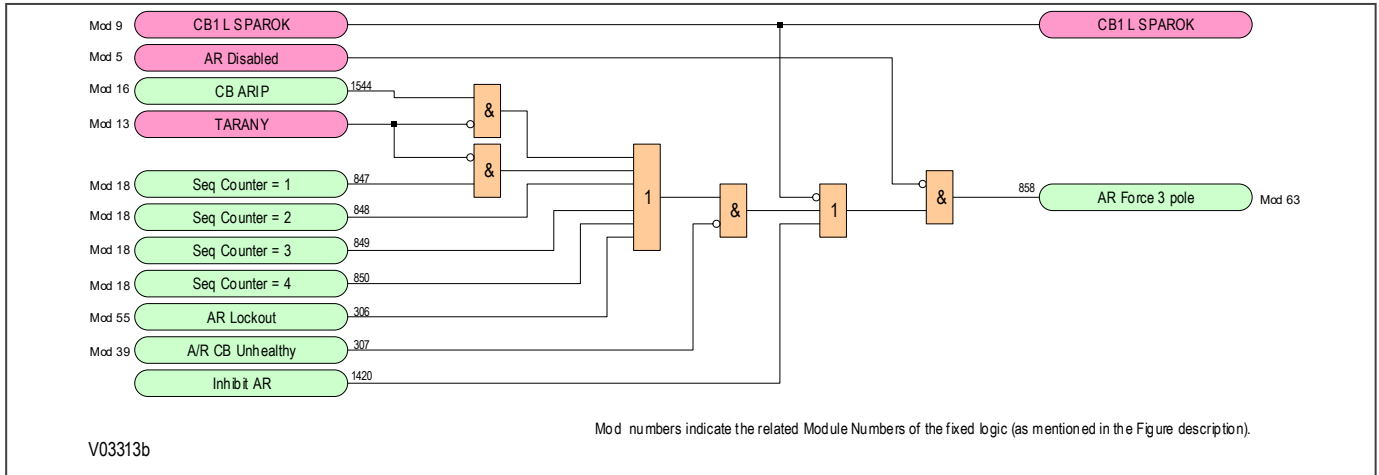 Mod 9 CB1 L SPAROK CB1 L SPAROK
Mod 5 AR Disabled
Mod 16 CB ARIP 1544 &
Mod 13 TARANY
&
Mod 18 Seq Counter = 1 847 1 & 1 & 858 AR Force 3 pole Mod 63
Mod 18 Seq Counter = 2 848
Mod 18 Seq Counter = 3 849
Mod 18 Seq Counter = 4 850
Mod 55 AR Lockout 306
Mod 39 A/R CB Unhealthy 307
Inhibit AR 1420
Mod numbers indicate the related Module Numbers of the fixed logic (as mentioned in the Figure description).
V03313b